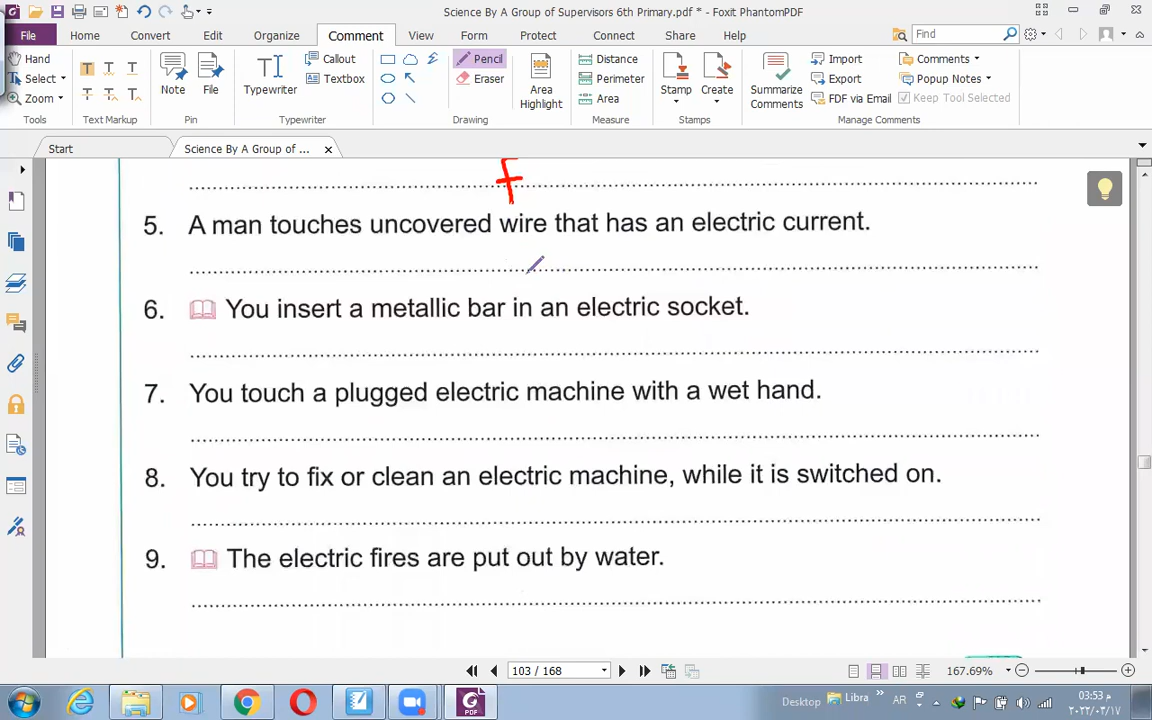 Science By A Group of Supervisors 6th Primary.pdf * - Foxit PhantomPDF
File Home Convert Edit Organize Comment View Form Protect Connect Share Help Find
Hand Select Zoom Tools
Text Markup
Note File Pin
Typewriter Callout Textbox Typewriter
Pencil Eraser Area Highlight Drawing
Distance Perimeter Area Measure
Stamp Create Stamps
Summarize Comments Import Export FDF via Email Comments Popup Notes Keep Tool Selected Manage Comments
Start Science By A Group of ...
F
5. A man touches uncovered wire that has an electric current.
6. You insert a metallic bar in an electric socket.
7. You touch a plugged electric machine with a wet hand.
8. You try to fix or clean an electric machine, while it is switched on.
9. The electric fires are put out by water.
103 / 168 167.69%
PDF Desktop Libra AR 03:53 م
٢٠٢٢/٠٣/١٧